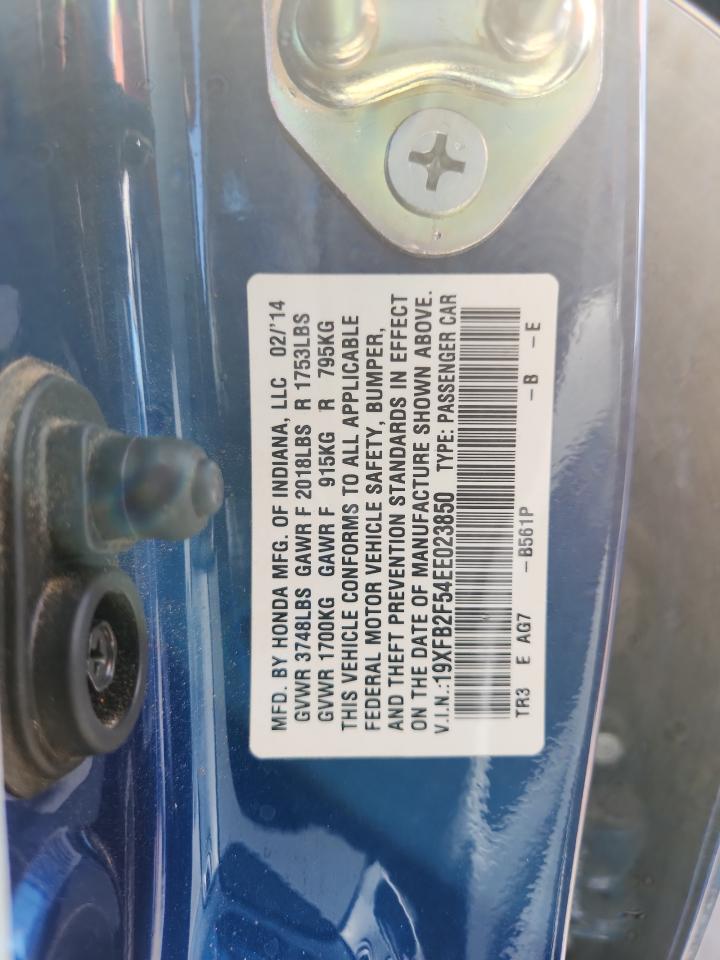 MFD. BY HONDA MFG. OF INDIANA, LLC 02/'14
GVWR 3748LBS GAWR F 2018LBS R 1753LBS
GVWR 1700KG GAWR F 915KG R 795KG
THIS VEHICLE CONFORMS TO ALL APPLICABLE
FEDERAL MOTOR VEHICLE SAFETY, BUMPER,
AND THEFT PREVENTION STANDARDS IN EFFECT
ON THE DATE OF MANUFACTURE SHOWN ABOVE.
V.I.N.:19XFB2F54EE023850 TYPE: PASSENGER CAR
TR3 E AG7 -B561P -B -E